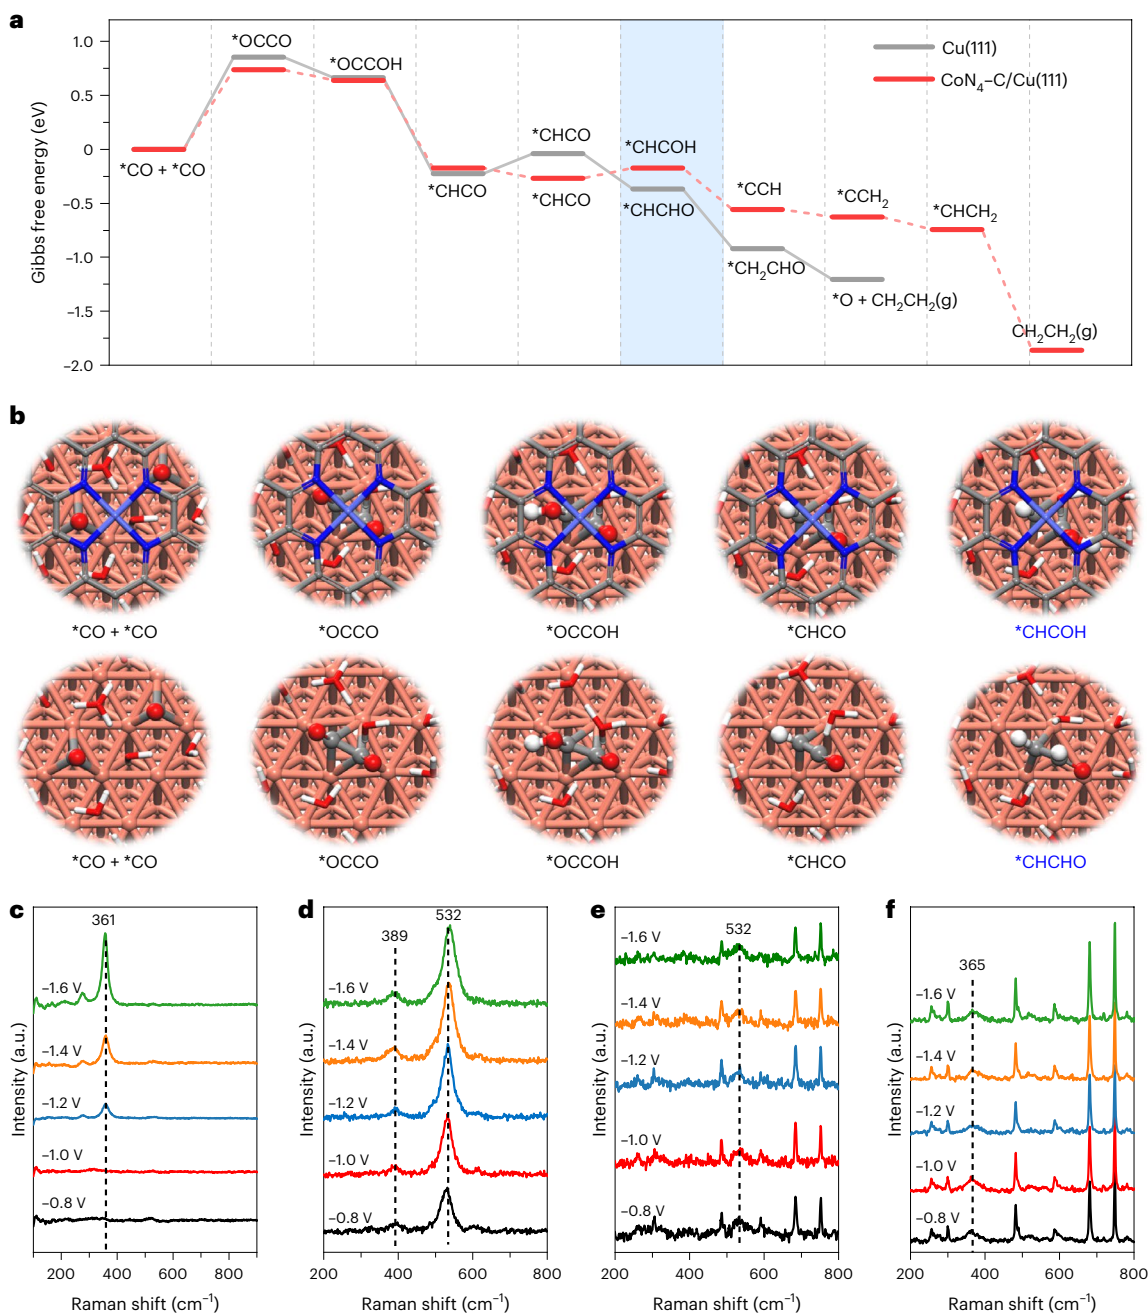 a
1.0
0.5
0
−0.5
−1.0
−1.5
−2.0
Gibbs free energy (eV)
Cu(111)
CoN₄–C/Cu(111)
*CO + *CO
*OCCO
*OCCOH
*CHCO
*CHCO
*CHCO
*CHCOH
*CHCHO
*CCH
*CH₂CHO
*CCH₂
*O + CH₂CH₂(g)
*CHCH₂
CH₂CH₂(g)
b
*CO + *CO
*OCCO
*OCCOH
*CHCO
*CHCOH
*CO + *CO
*OCCO
*OCCOH
*CHCO
*CHCHO
c
361
−1.6 V
−1.4 V
−1.2 V
−1.0 V
−0.8 V
Intensity (a.u.)
200 400 600 800
Raman shift (cm⁻¹)
d
389
532
−1.6 V
−1.4 V
−1.2 V
−1.0 V
−0.8 V
Intensity (a.u.)
200 400 600 800
Raman shift (cm⁻¹)
e
532
−1.6 V
−1.4 V
−1.2 V
−1.0 V
−0.8 V
Intensity (a.u.)
200 400 600 800
Raman shift (cm⁻¹)
f
365
−1.6 V
−1.4 V
−1.2 V
−1.0 V
−0.8 V
Intensity (a.u.)
200 400 600 800
Raman shift (cm⁻¹)